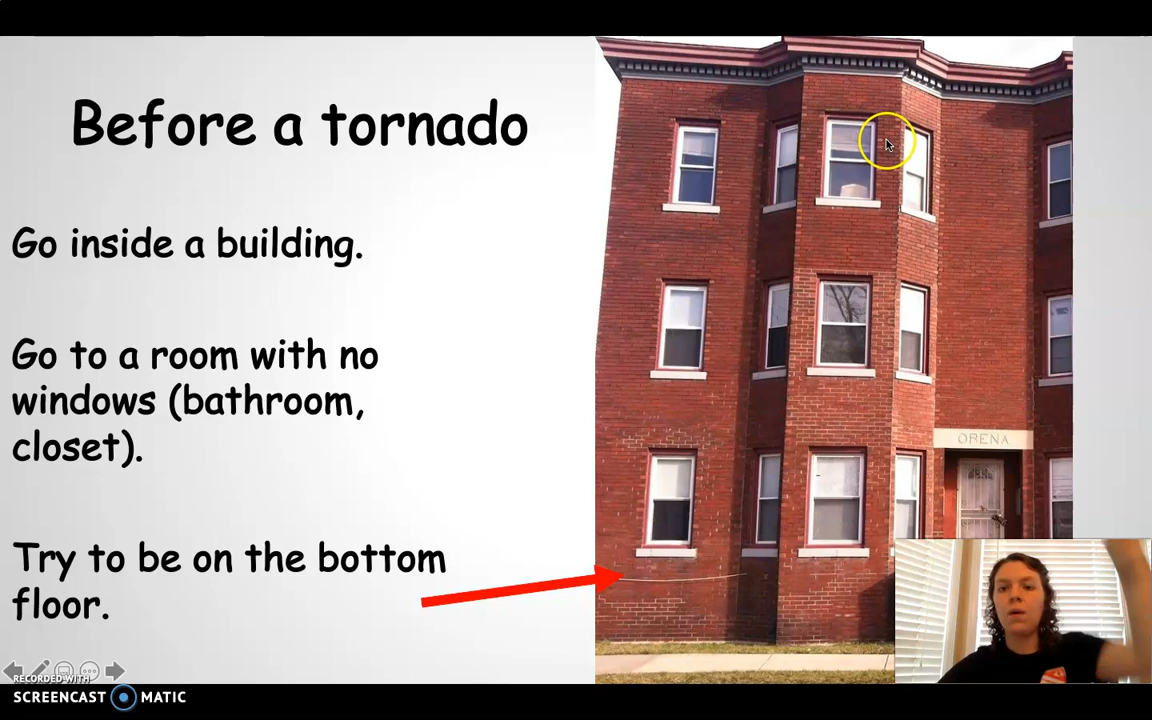 Before a tornado
Go inside a building.
Go to a room with no
windows (bathroom,
closet).
Try to be on the bottom
floor.
ORENA
RECORDED WITH
SCREENCAST MATIC